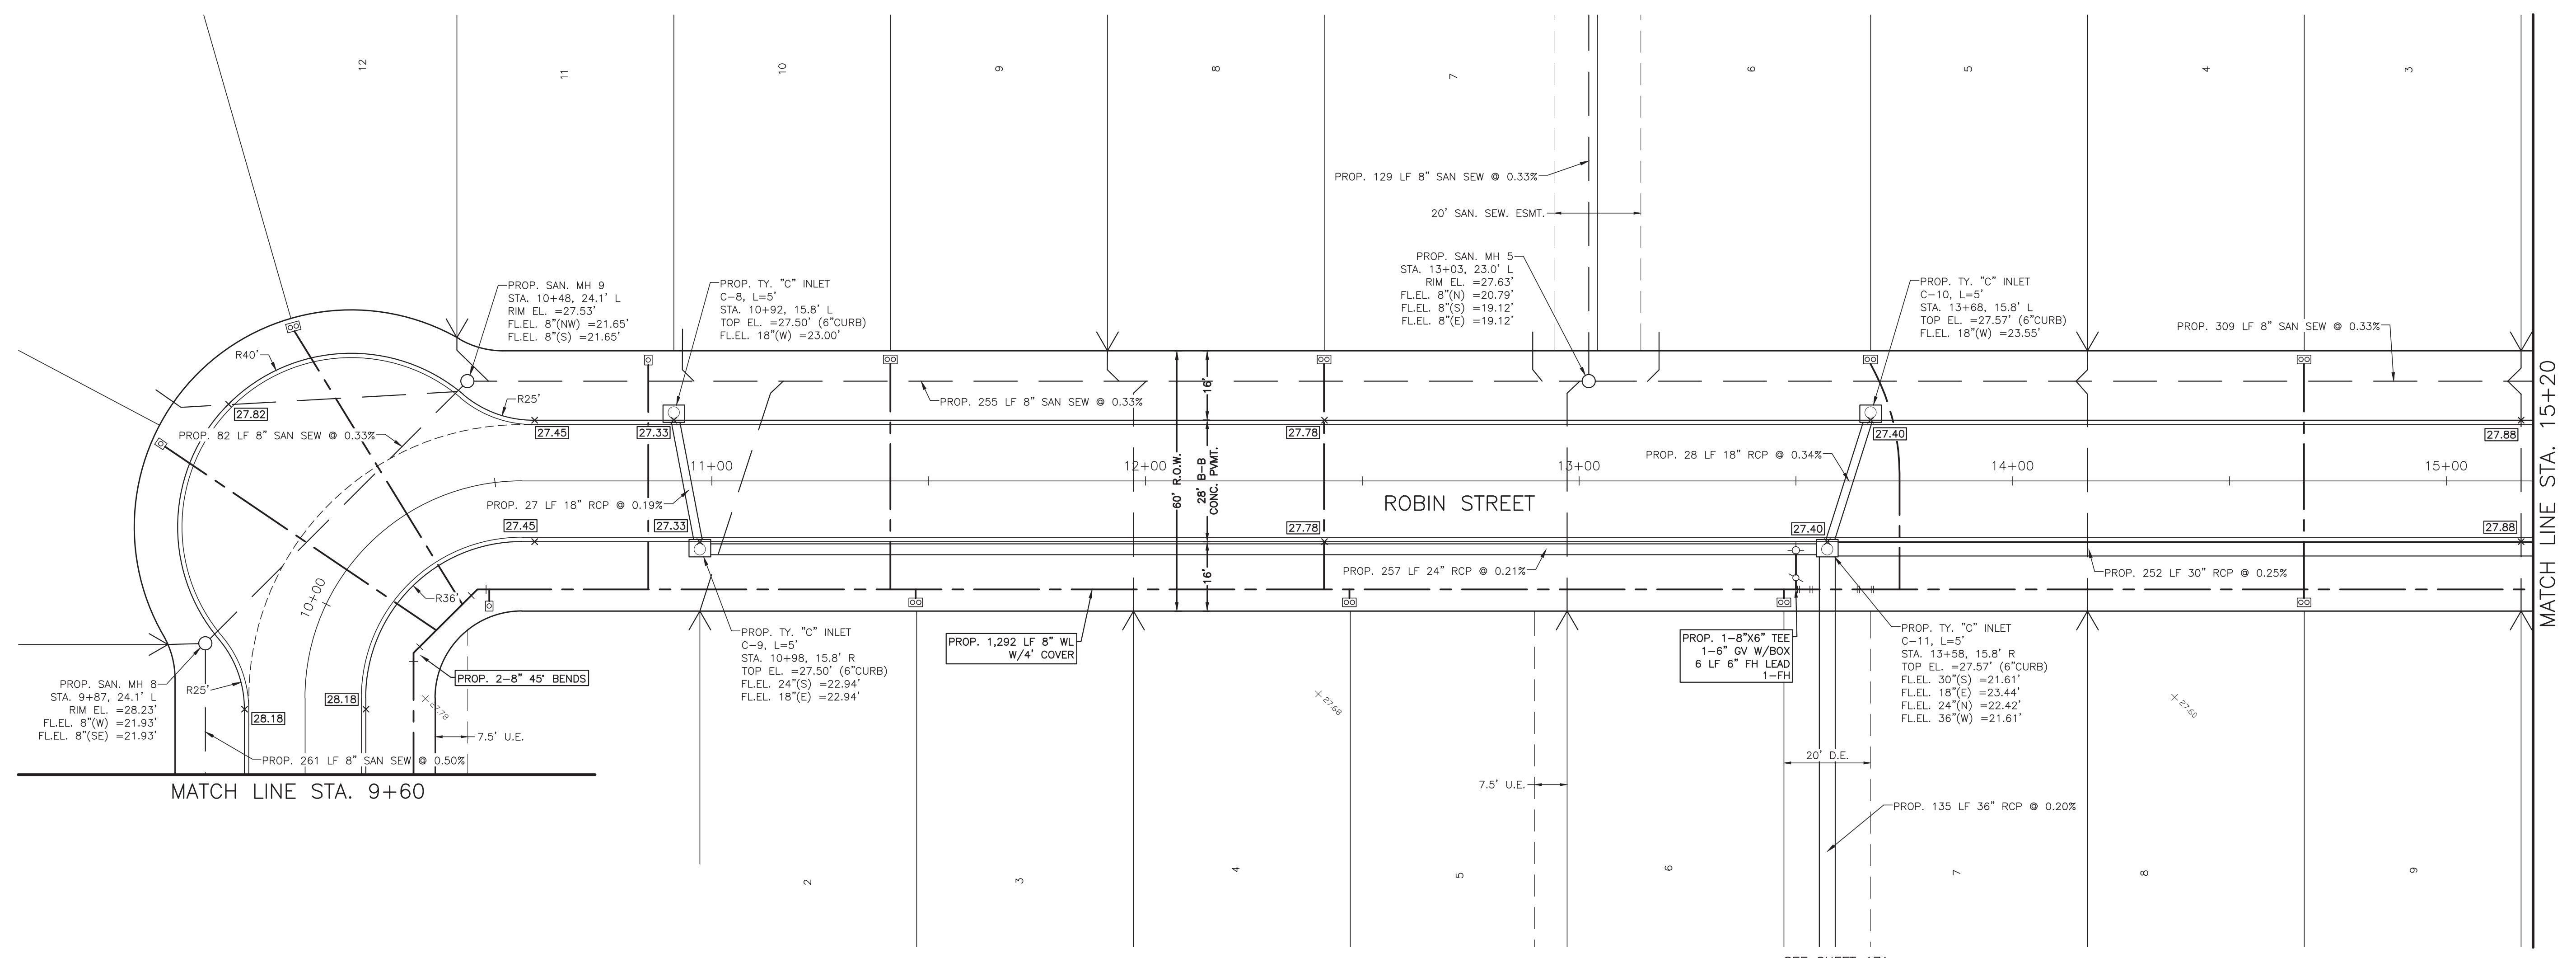 12
11
10
9
8
7
6
5
4
3
PROP. 129 LF 8" SAN SEW @ 0.33%
20' SAN. SEW. ESMT.
PROP. SAN. MH 9
STA. 10+48, 24.1' L
RIM EL. =27.53'
FL.EL. 8"(NW) =21.65'
FL.EL. 8"(S) =21.65'
PROP. TY. "C" INLET
C-8, L=5'
STA. 10+92, 15.8' L
TOP EL. =27.50' (6"CURB)
FL.EL. 18"(W) =23.00'
PROP. SAN. MH 5
STA. 13+03, 23.0' L
RIM EL. =27.63'
FL.EL. 8"(N) =20.79'
FL.EL. 8"(S) =19.12'
FL.EL. 8"(E) =19.12'
PROP. TY. "C" INLET
C-10, L=5'
STA. 13+68, 15.8' L
TOP EL. =27.57' (6"CURB)
FL.EL. 18"(W) =23.55'
PROP. 309 LF 8" SAN SEW @ 0.33%
R40'
R25'
27.82
PROP. 82 LF 8" SAN SEW @ 0.33%
PROP. 255 LF 8" SAN SEW @ 0.33%
16'
27.45
27.33
27.78
27.40
27.88
11+00
12+00
13+00
14+00
15+00
60' R.O.W.
28' B-B
CONC. PVMT.
PROP. 28 LF 18" RCP @ 0.34%
PROP. 27 LF 18" RCP @ 0.19%
ROBIN STREET
27.45
27.33
27.78
27.40
27.88
MATCH LINE STA. 15+20
16'
PROP. 257 LF 24" RCP @ 0.21%
PROP. 252 LF 30" RCP @ 0.25%
10+00
R36'
PROP. 1,292 LF 8" WL
W/4' COVER
PROP. TY. "C" INLET
C-9, L=5'
STA. 10+98, 15.8' R
TOP EL. =27.50' (6"CURB)
FL.EL. 24"(S) =22.94'
FL.EL. 18"(E) =22.94'
PROP. 1-8"X6" TEE
1-6" GV W/BOX
6 LF 6" FH LEAD
1-FH
PROP. TY. "C" INLET
C-11, L=5'
STA. 13+58, 15.8' R
TOP EL. =27.57' (6"CURB)
FL.EL. 30"(S) =21.61'
FL.EL. 18"(E) =23.44'
FL.EL. 24"(N) =22.42'
FL.EL. 36"(W) =21.61'
PROP. 2-8" 45° BENDS
PROP. SAN. MH 8
STA. 9+87, 24.1' L
RIM EL. =28.23'
FL.EL. 8"(W) =21.93'
FL.EL. 8"(SE) =21.93'
R25'
28.18
28.18
27.78
27.68
27.60
7.5' U.E.
PROP. 261 LF 8" SAN SEW @ 0.50%
MATCH LINE STA. 9+60
7.5' U.E.
20' D.E.
PROP. 135 LF 36" RCP @ 0.20%
2
3
4
5
6
7
8
9